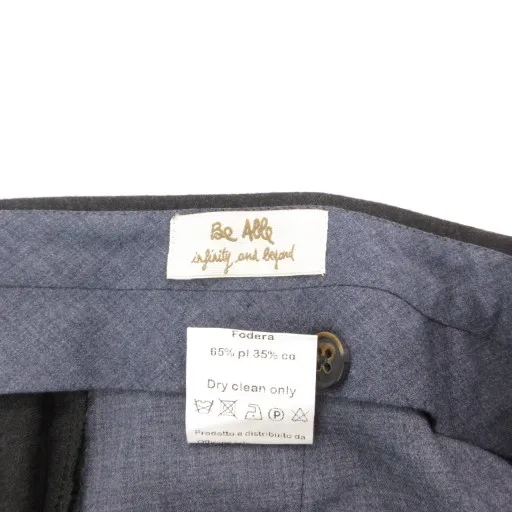 Be Able
infinity and beyond
Fodera
65% pl 35% co
Dry clean only
P
Prodotto e distribuito da